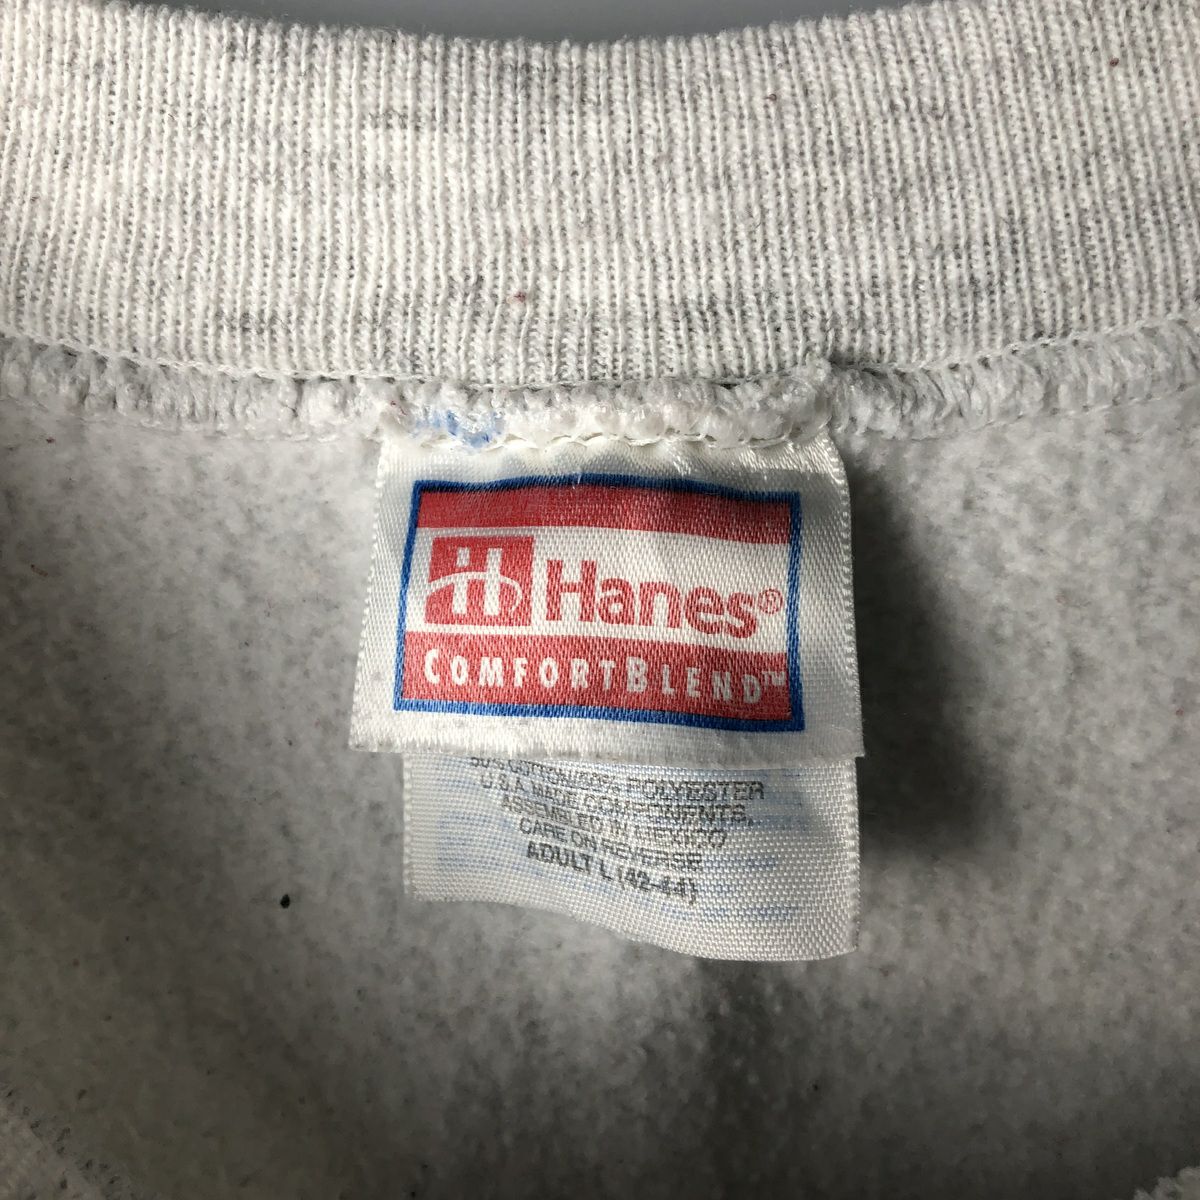 H Hanes®
COMFORTBLEND™
50% COTTON/50% POLYESTER
U S A MADE COMPONENTS,
ASSEMBLED IN MEXICO
CARE ON REVERSE
ADULT L (42-44)